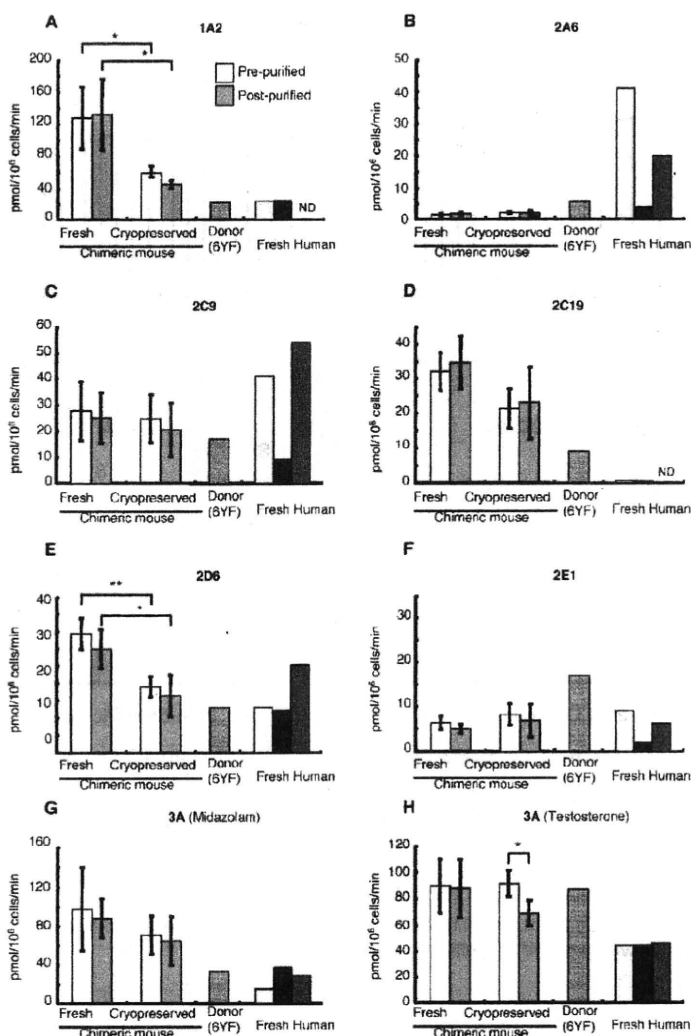 A
1A2
pmol/10⁶ cells/min
200
160
120
80
40
0
*
*
Pre-purified
Post-purified
ND
Fresh Cryopreserved Donor (6YF) Fresh Human
Chimeric mouse
B
2A6
pmol/10⁶ cells/min
50
40
30
20
10
0
Fresh Cryopreserved Donor (6YF) Fresh Human
Chimeric mouse
C
2C9
pmol/10⁶ cells/min
60
50
40
30
20
10
0
Fresh Cryopreserved Donor (6YF) Fresh Human
Chimeric mouse
D
2C19
pmol/10⁶ cells/min
50
40
30
20
10
0
ND
Fresh Cryopreserved Donor (6YF) Fresh Human
Chimeric mouse
E
2D6
pmol/10⁶ cells/min
40
30
20
10
0
**
*
Fresh Cryopreserved Donor (6YF) Fresh Human
Chimeric mouse
F
2E1
pmol/10⁶ cells/min
30
20
10
0
Fresh Cryopreserved Donor (6YF) Fresh Human
Chimeric mouse
G
3A (Midazolam)
pmol/10⁶ cells/min
160
120
80
40
0
Fresh Cryopreserved Donor (6YF) Fresh Human
Chimeric mouse
H
3A (Testosterone)
pmol/10⁶ cells/min
120
100
80
60
40
20
0
*
Fresh Cryopreserved Donor (6YF) Fresh Human
Chimeric mouse